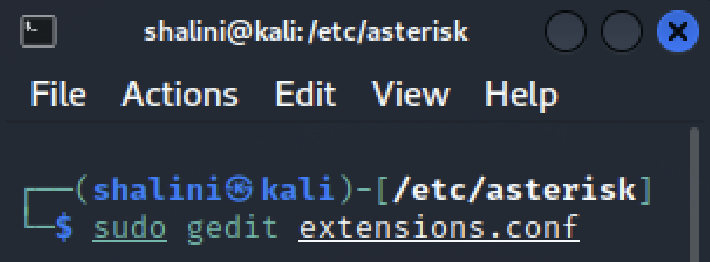 shalini@kali: /etc/asterisk
File Actions Edit View Help
┌──(shalini㉿kali)-[/etc/asterisk]
└─$ sudo gedit extensions.conf